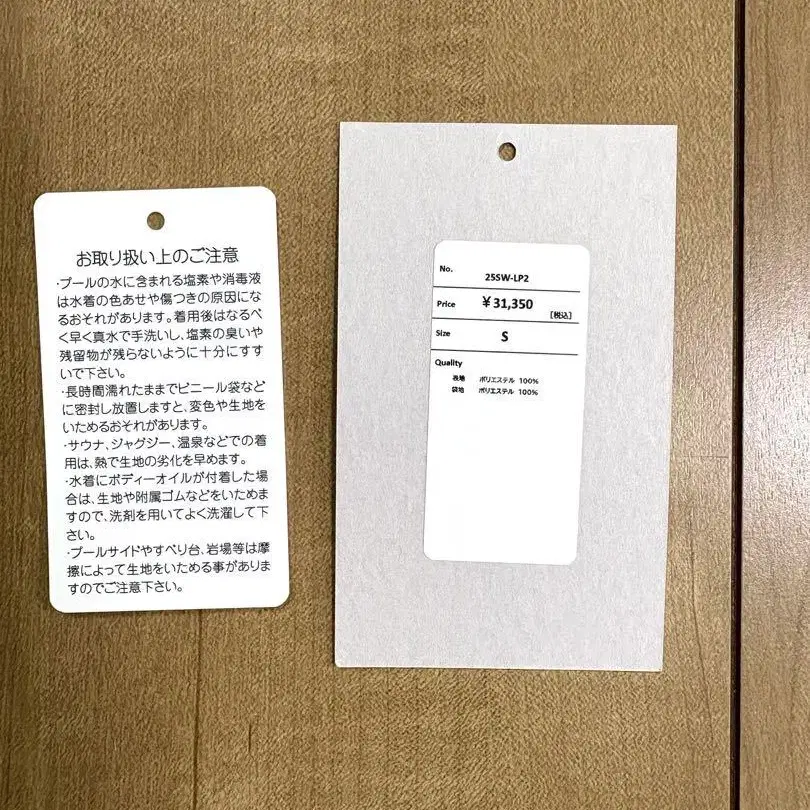 お取り扱い上のご注意
・プールの水に含まれる塩素や消毒液
は水着の色あせや傷つきの原因にな
るおそれがあります。着用後はなるべ
く早く真水で手洗いし、塩素の臭いや
残留物が残らないように十分にすす
いで下さい。
・長時間濡れたままでビニール袋など
に密封し放置しますと、変色や生地を
いためるおそれがあります。
・サウナ、ジャグジー、温泉などでの着
用は、熱で生地の劣化を早めます。
・水着にボディーオイルが付着した場
合は、生地や附属ゴムなどをいためま
すので、洗剤を用いてよく洗濯して下
さい。
・プールサイドやすべり台、岩場等は摩
擦によって生地をいためる事がありま
すのでご注意下さい。
No. 25SW-LP2
Price ¥31,350 [税込]
Size S
Quality
表地 ポリエステル 100%
袋地 ポリエステル 100%